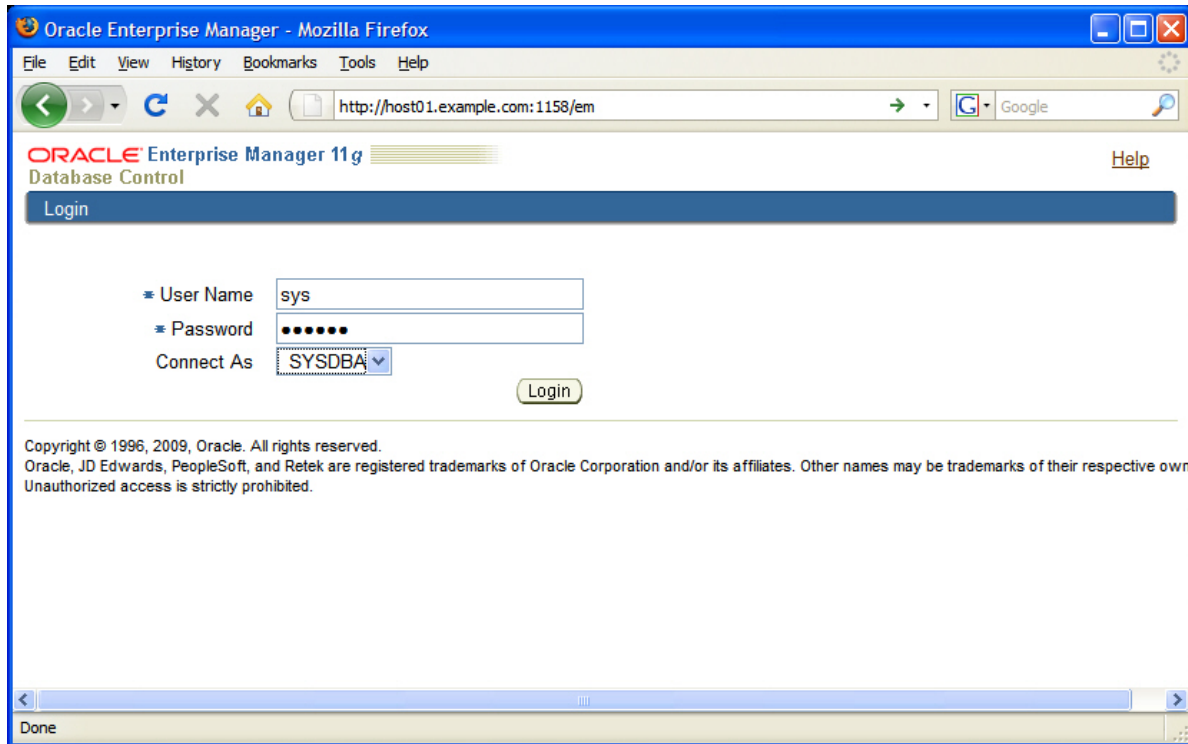 Oracle Enterprise Manager - Mozilla Firefox
File Edit View History Bookmarks Tools Help
http://host01.example.com:1158/em
G Google
ORACLE Enterprise Manager 11g
Database Control
Help
Login
User Name sys
Password ••••••
Connect As SYSDBA
Login
Copyright © 1996, 2009, Oracle. All rights reserved.
Oracle, JD Edwards, PeopleSoft, and Retek are registered trademarks of Oracle Corporation and/or its affiliates. Other names may be trademarks of their respective own
Unauthorized access is strictly prohibited.
Done